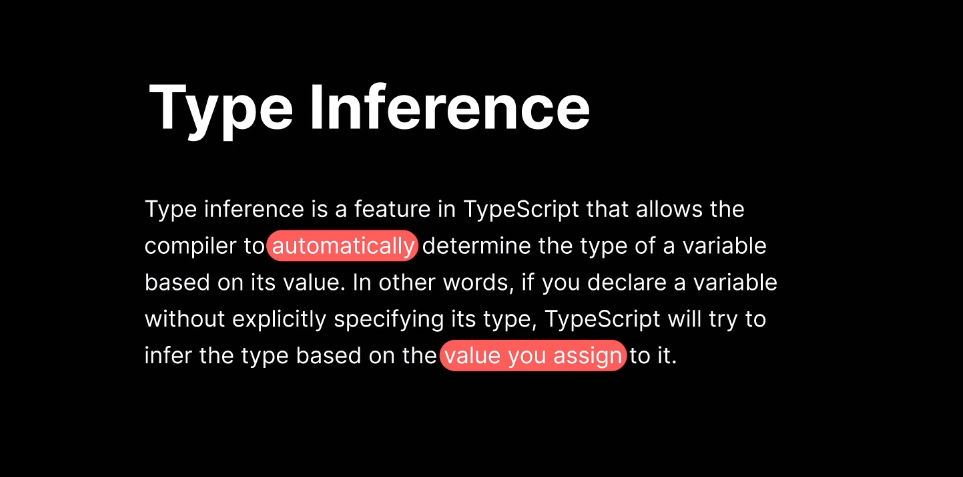 Type Inference
Type inference is a feature in TypeScript that allows the
compiler to automatically determine the type of a variable
based on its value. In other words, if you declare a variable
without explicitly specifying its type, TypeScript will try to
infer the type based on the value you assign to it.